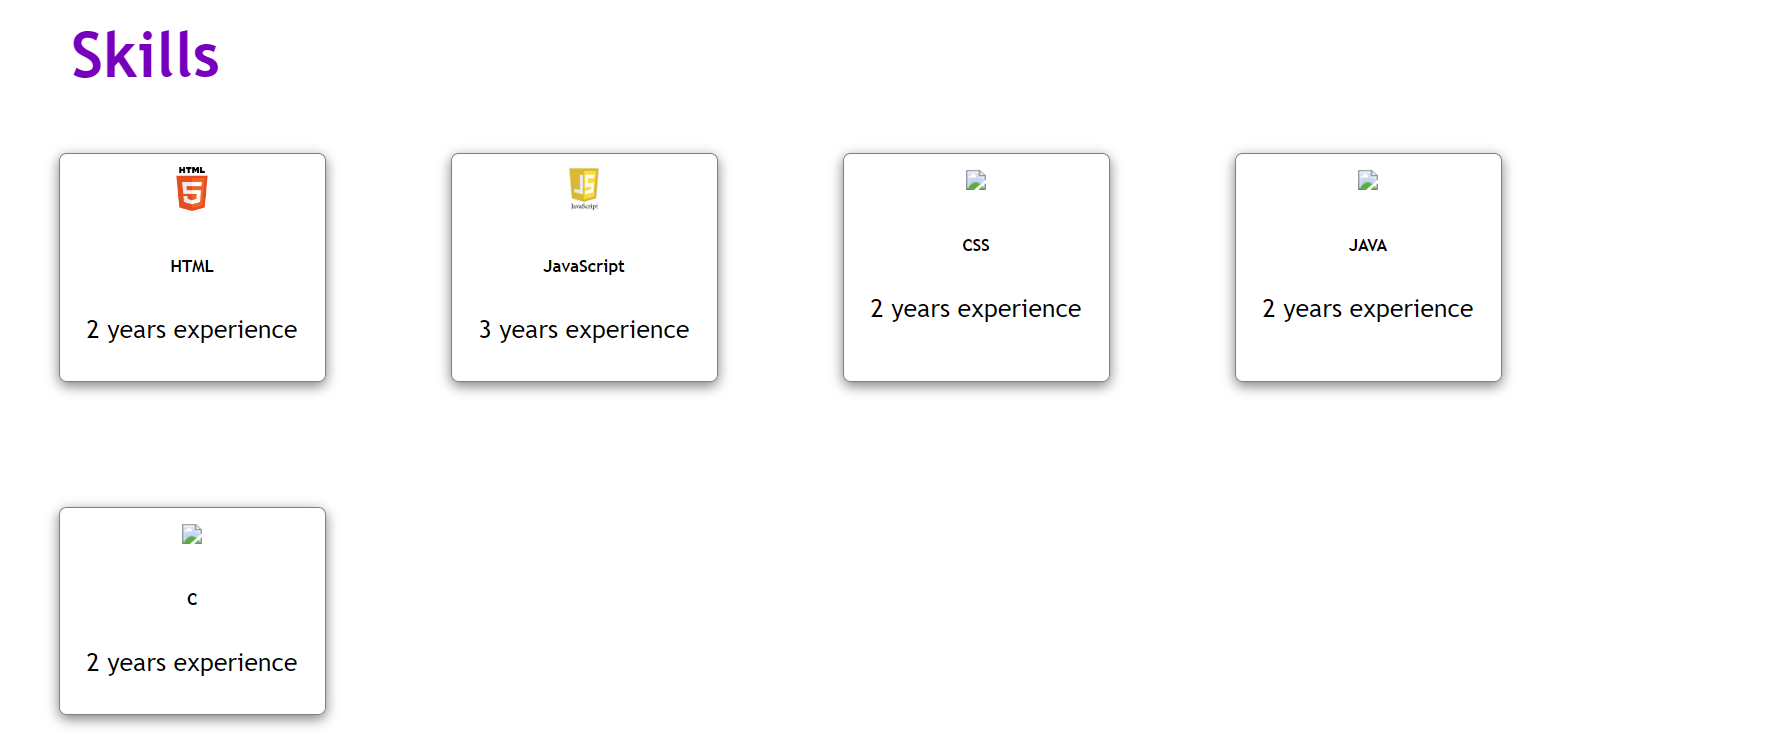 Skills
HTML
5
HTML
2 years experience
JS
JavaScript
JavaScript
3 years experience
CSS
2 years experience
JAVA
2 years experience
C
2 years experience